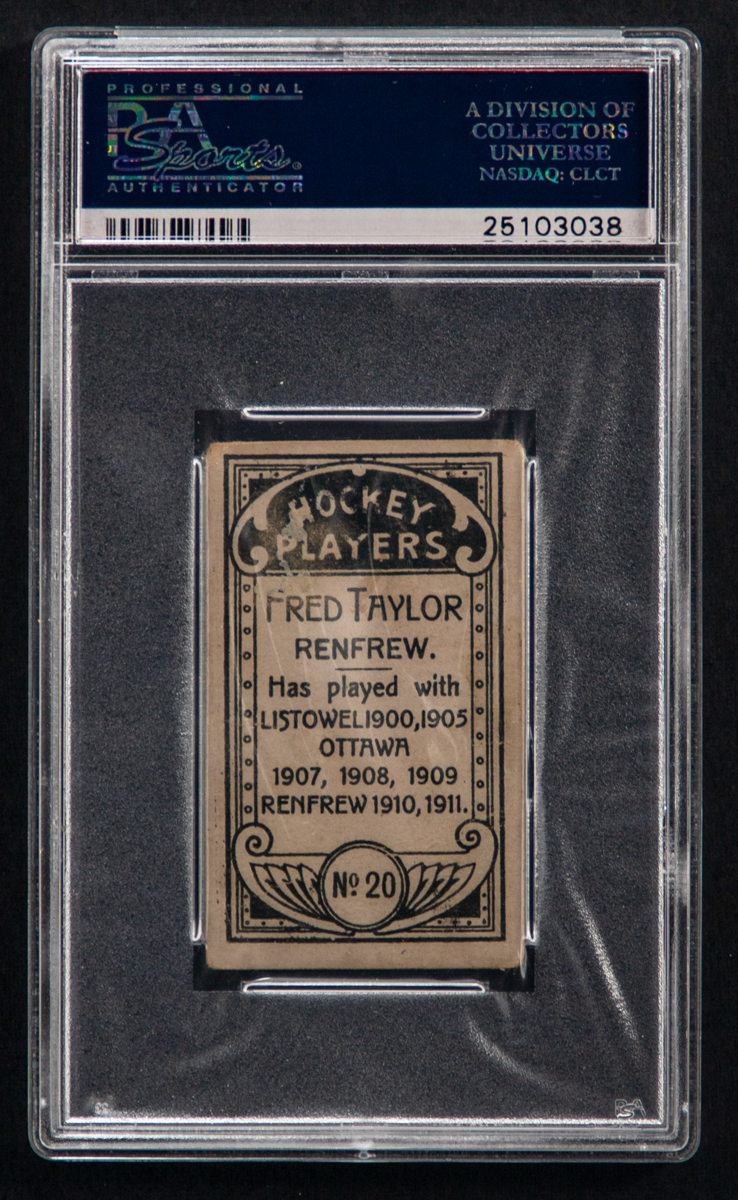 PROFESSIONAL
PSA
Sports
AUTHENTICATOR
A DIVISION OF
COLLECTORS
UNIVERSE
NASDAQ: CLCT
25103038
HOCKEY
PLAYERS
FRED TAYLOR
RENFREW.
Has played with
LISTOWEL 1900, 1905
OTTAWA
1907, 1908, 1909
RENFREW 1910, 1911.
Nº 20
PSA